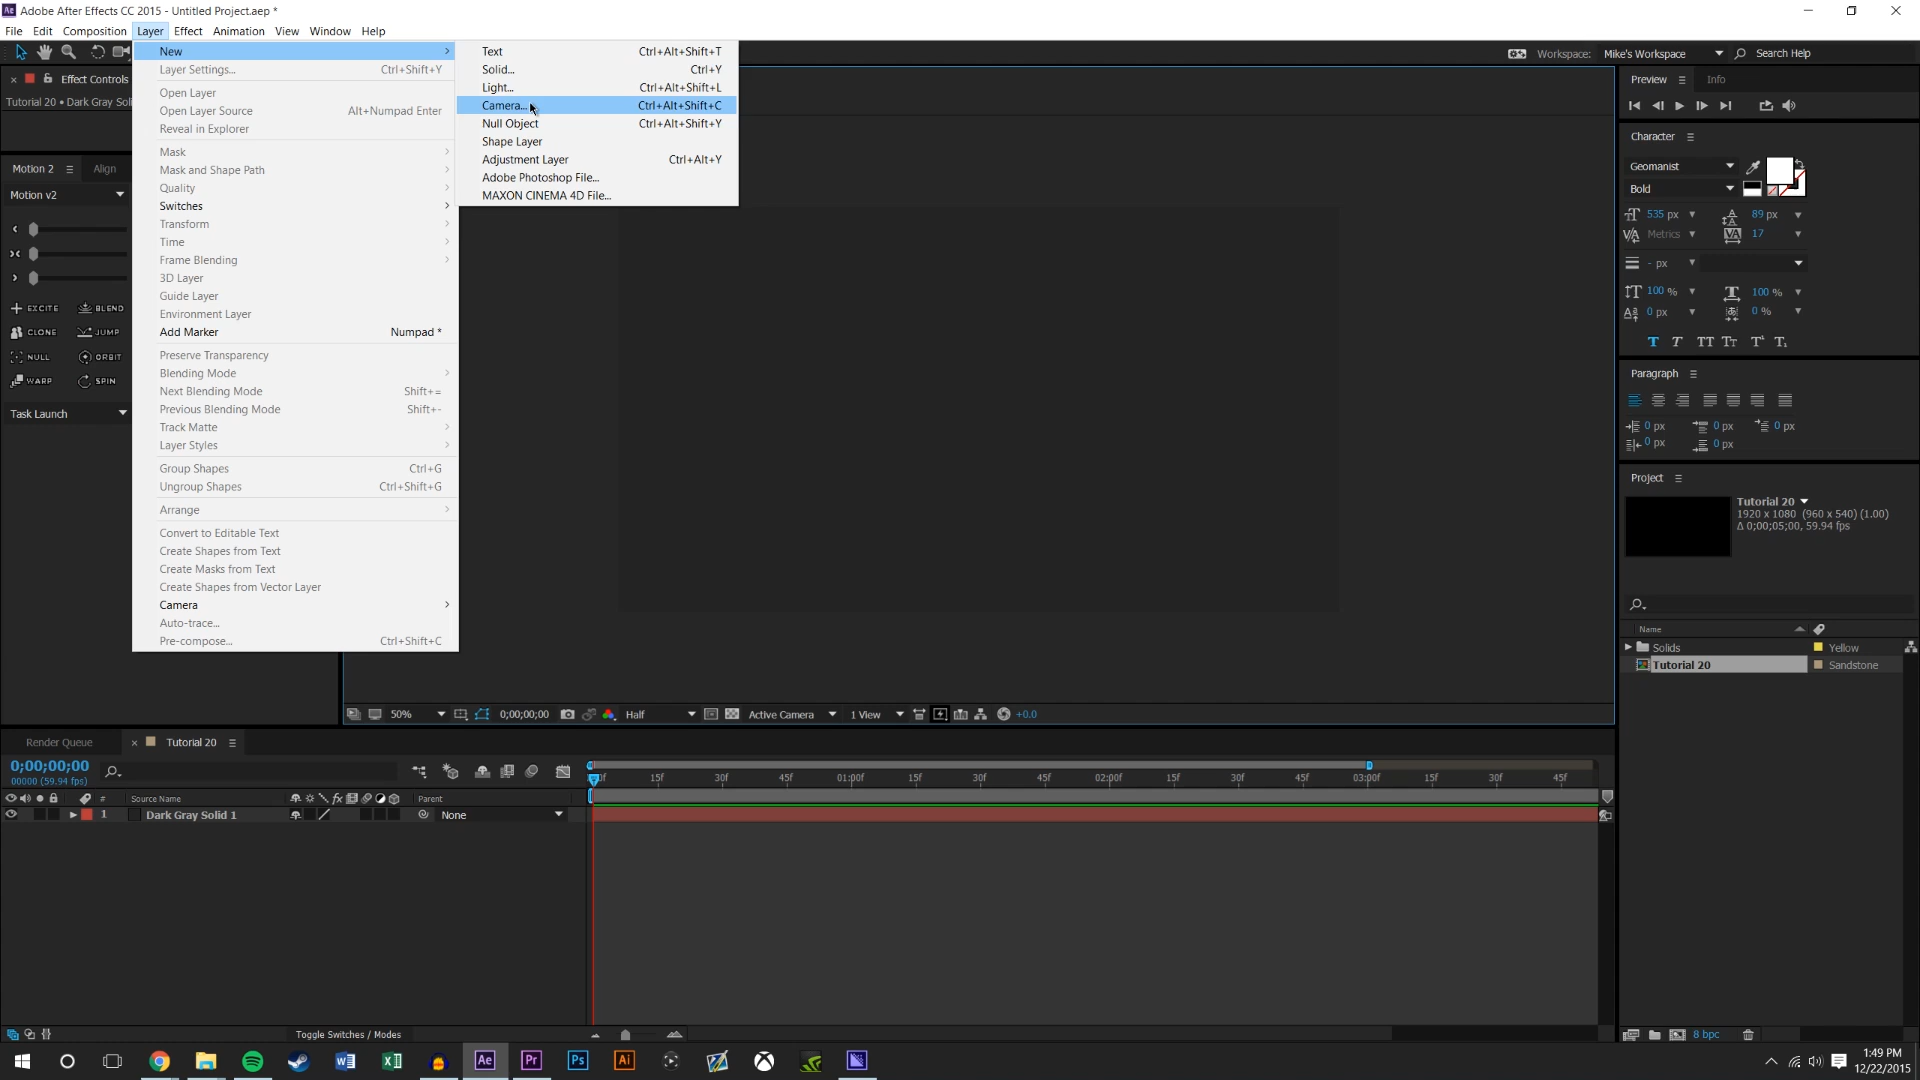 Adobe After Effects CC 2015 - Untitled Project.aep *
File Edit Composition Layer Effect Animation View Window Help
Workspace: Mike's Workspace Search Help
Effect Controls
Tutorial 20 • Dark Gray Soli
Motion 2 Align
Motion v2
EXCITE BLEND
CLONE JUMP
NULL ORBIT
WARP SPIN
Task Launch
New
Layer Settings... Ctrl+Shift+Y
Open Layer
Open Layer Source Alt+Numpad Enter
Reveal in Explorer
Mask
Mask and Shape Path
Quality
Switches
Transform
Time
Frame Blending
3D Layer
Guide Layer
Environment Layer
Add Marker Numpad *
Preserve Transparency
Blending Mode
Next Blending Mode Shift+=
Previous Blending Mode Shift+-
Track Matte
Layer Styles
Group Shapes Ctrl+G
Ungroup Shapes Ctrl+Shift+G
Arrange
Convert to Editable Text
Create Shapes from Text
Create Masks from Text
Create Shapes from Vector Layer
Camera
Auto-trace...
Pre-compose... Ctrl+Shift+C
Text Ctrl+Alt+Shift+T
Solid... Ctrl+Y
Light... Ctrl+Alt+Shift+L
Camera... Ctrl+Alt+Shift+C
Null Object Ctrl+Alt+Shift+Y
Shape Layer
Adjustment Layer Ctrl+Alt+Y
Adobe Photoshop File...
MAXON CINEMA 4D File...
Preview Info
Character
Geomanist
Bold
535 px 89 px
Metrics 17
- px
100 % 100 %
0 px 0 %
T T TT Tt T¹ T₁
Paragraph
0 px 0 px 0 px
0 px 0 px
Project
Tutorial 20
1920 x 1080 (960 x 540) (1.00)
Δ 0;00;05;00, 59.94 fps
Name
Solids Yellow
Tutorial 20 Sandstone
8 bpc
50% 0;00;00;00 Half Active Camera 1 View +0.0
Render Queue Tutorial 20
0;00;00;00
00000 (59.94 fps)
15f 30f 45f 01:00f 15f 30f 45f 02:00f 15f 30f 45f 03:00f 15f 30f 45f
# Source Name Parent
1 Dark Gray Solid 1 None
Toggle Switches / Modes
Ae Pr Ps Ai
1:49 PM
12/22/2015